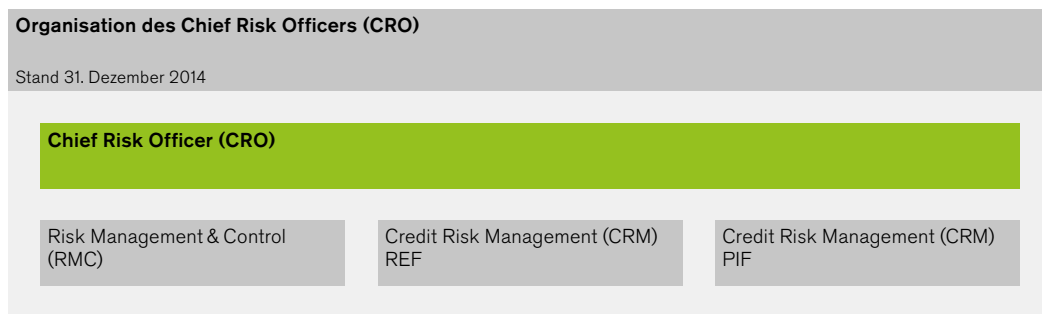 Organisation des Chief Risk Officers (CRO)
Stand 31. Dezember 2014
Chief Risk Officer (CRO)
Risk Management & Control
(RMC)
Credit Risk Management (CRM)
REF
Credit Risk Management (CRM)
PIF